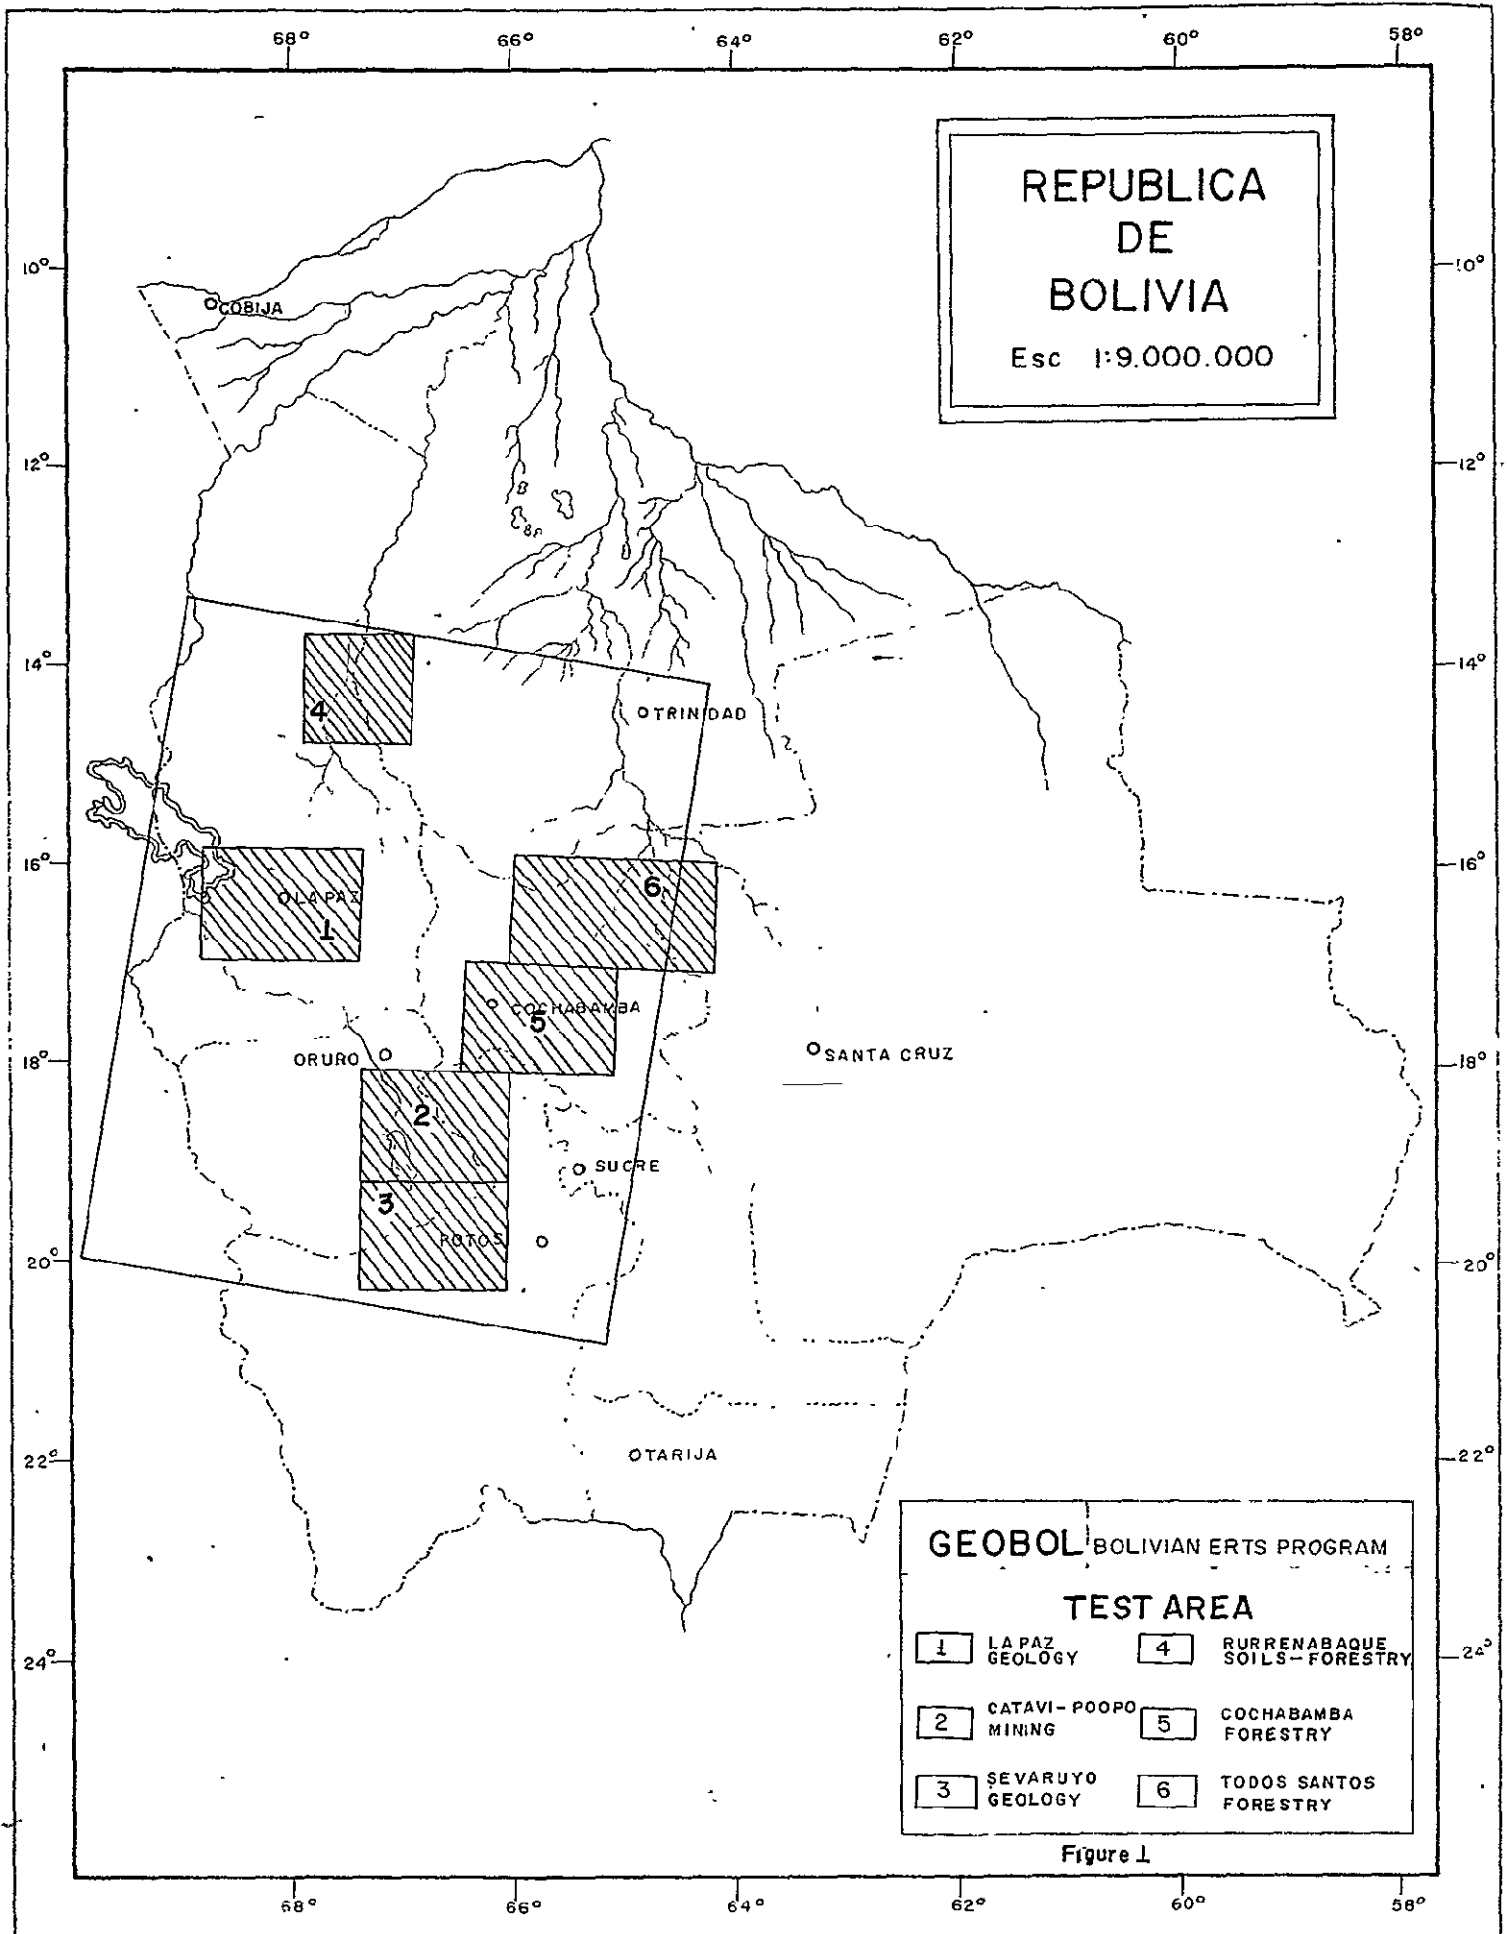 68° 66° 64° 62° 60° 58°
REPUBLICA
DE
BOLIVIA
Esc 1:9.000.000
10° 10°
COBIJA
12° 12°
14° 14°
4
TRINIDAD
16° 16°
6
LA PAZ
1
COCHABAMBA
5
ORURO
SANTA CRUZ
18° 18°
2
SUCRE
3
POTOS
20° 20°
TARIJA
22° 22°
GEOBOL BOLIVIAN ERTS PROGRAM
TEST AREA
1 LA PAZ
GEOLOGY
4 RURRENABAQUE
SOILS-FORESTRY
24° 24°
2 CATAVI-POOPO
MINING
5 COCHABAMBA
FORESTRY
3 SEVARUYO
GEOLOGY
6 TODOS SANTOS
FORESTRY
Figure 1
68° 66° 64° 62° 60° 58°